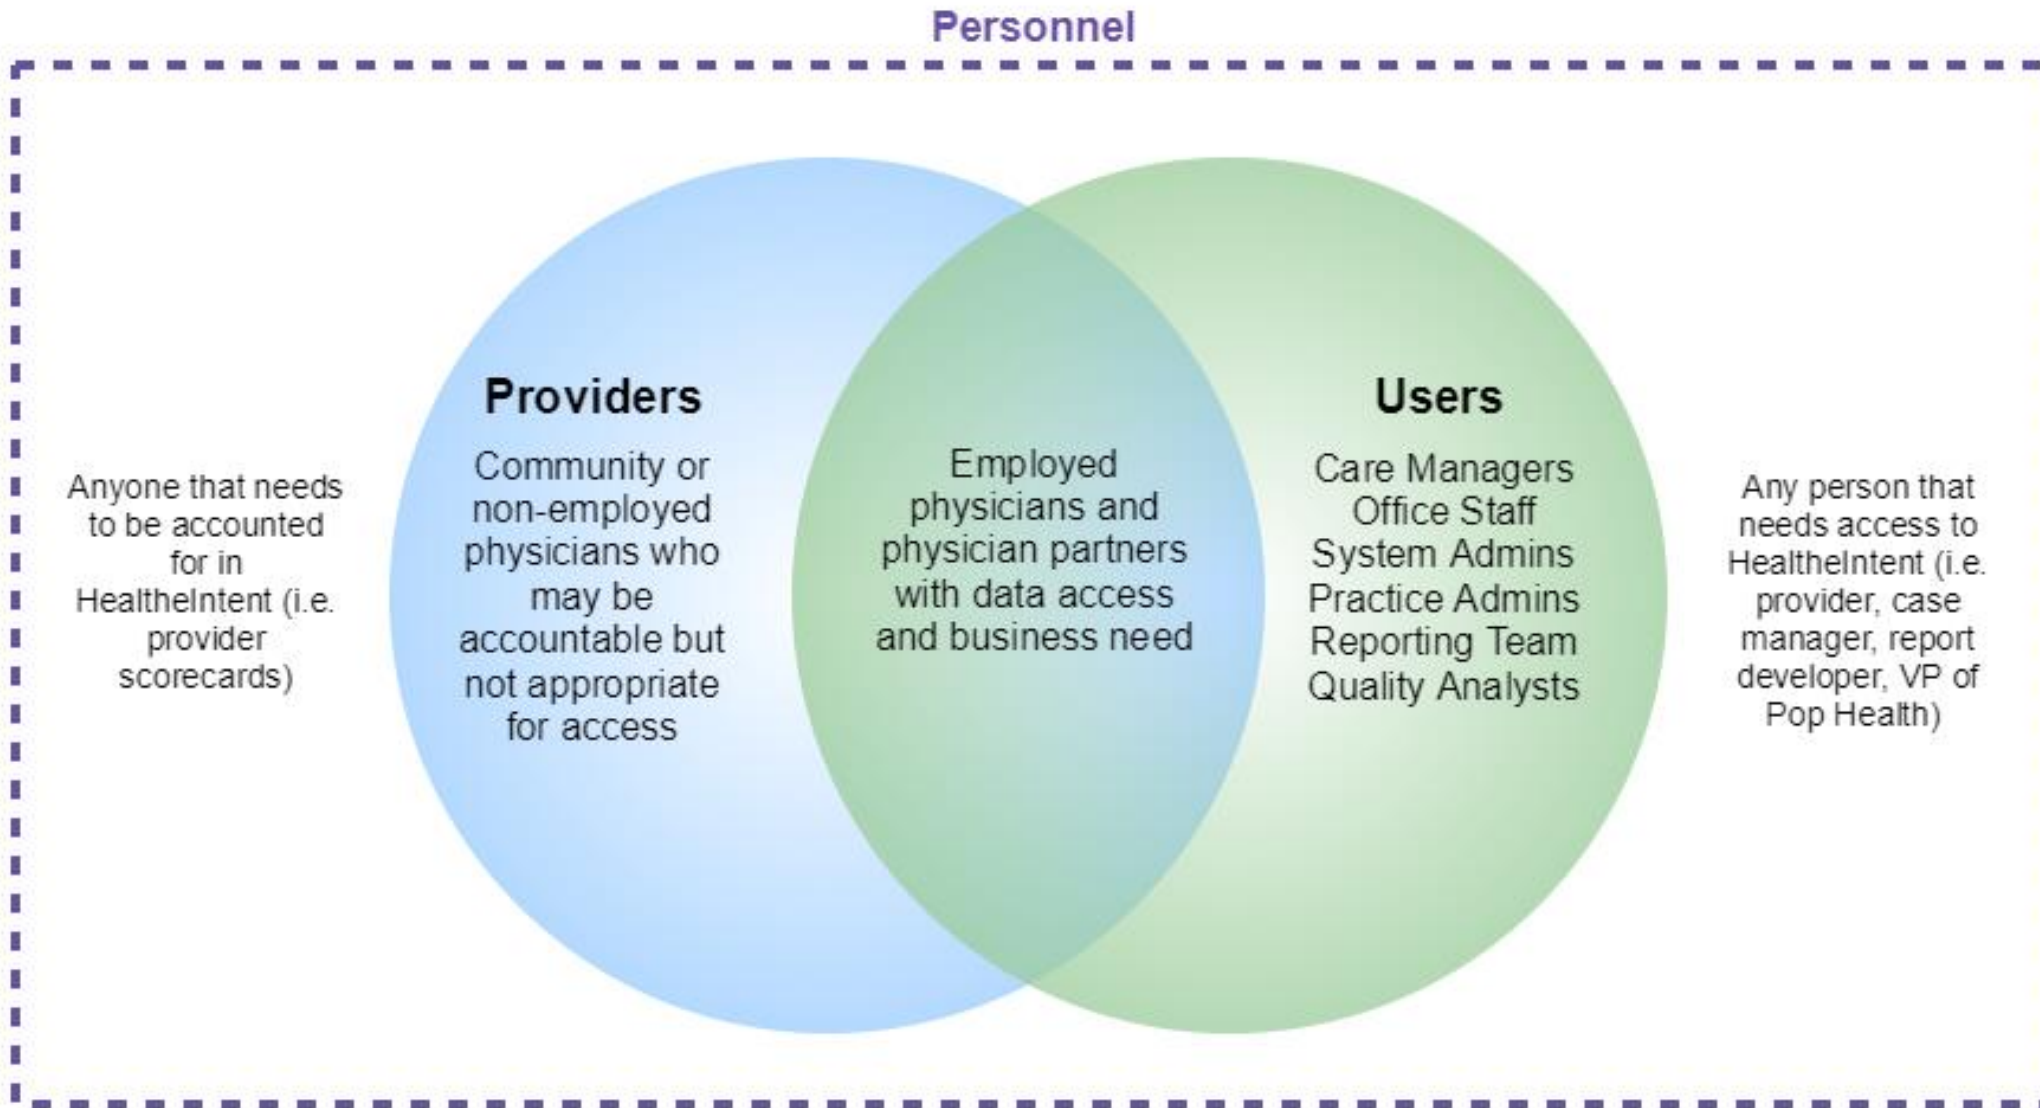 Personnel
Anyone that needs
to be accounted
for in
HealtheIntent (i.e.
provider
scorecards)
Providers
Community or
non-employed
physicians who
may be
accountable but
not appropriate
for access
Employed
physicians and
physician partners
with data access
and business need
Users
Care Managers
Office Staff
System Admins
Practice Admins
Reporting Team
Quality Analysts
Any person that
needs access to
HealtheIntent (i.e.
provider, case
manager, report
developer, VP of
Pop Health)